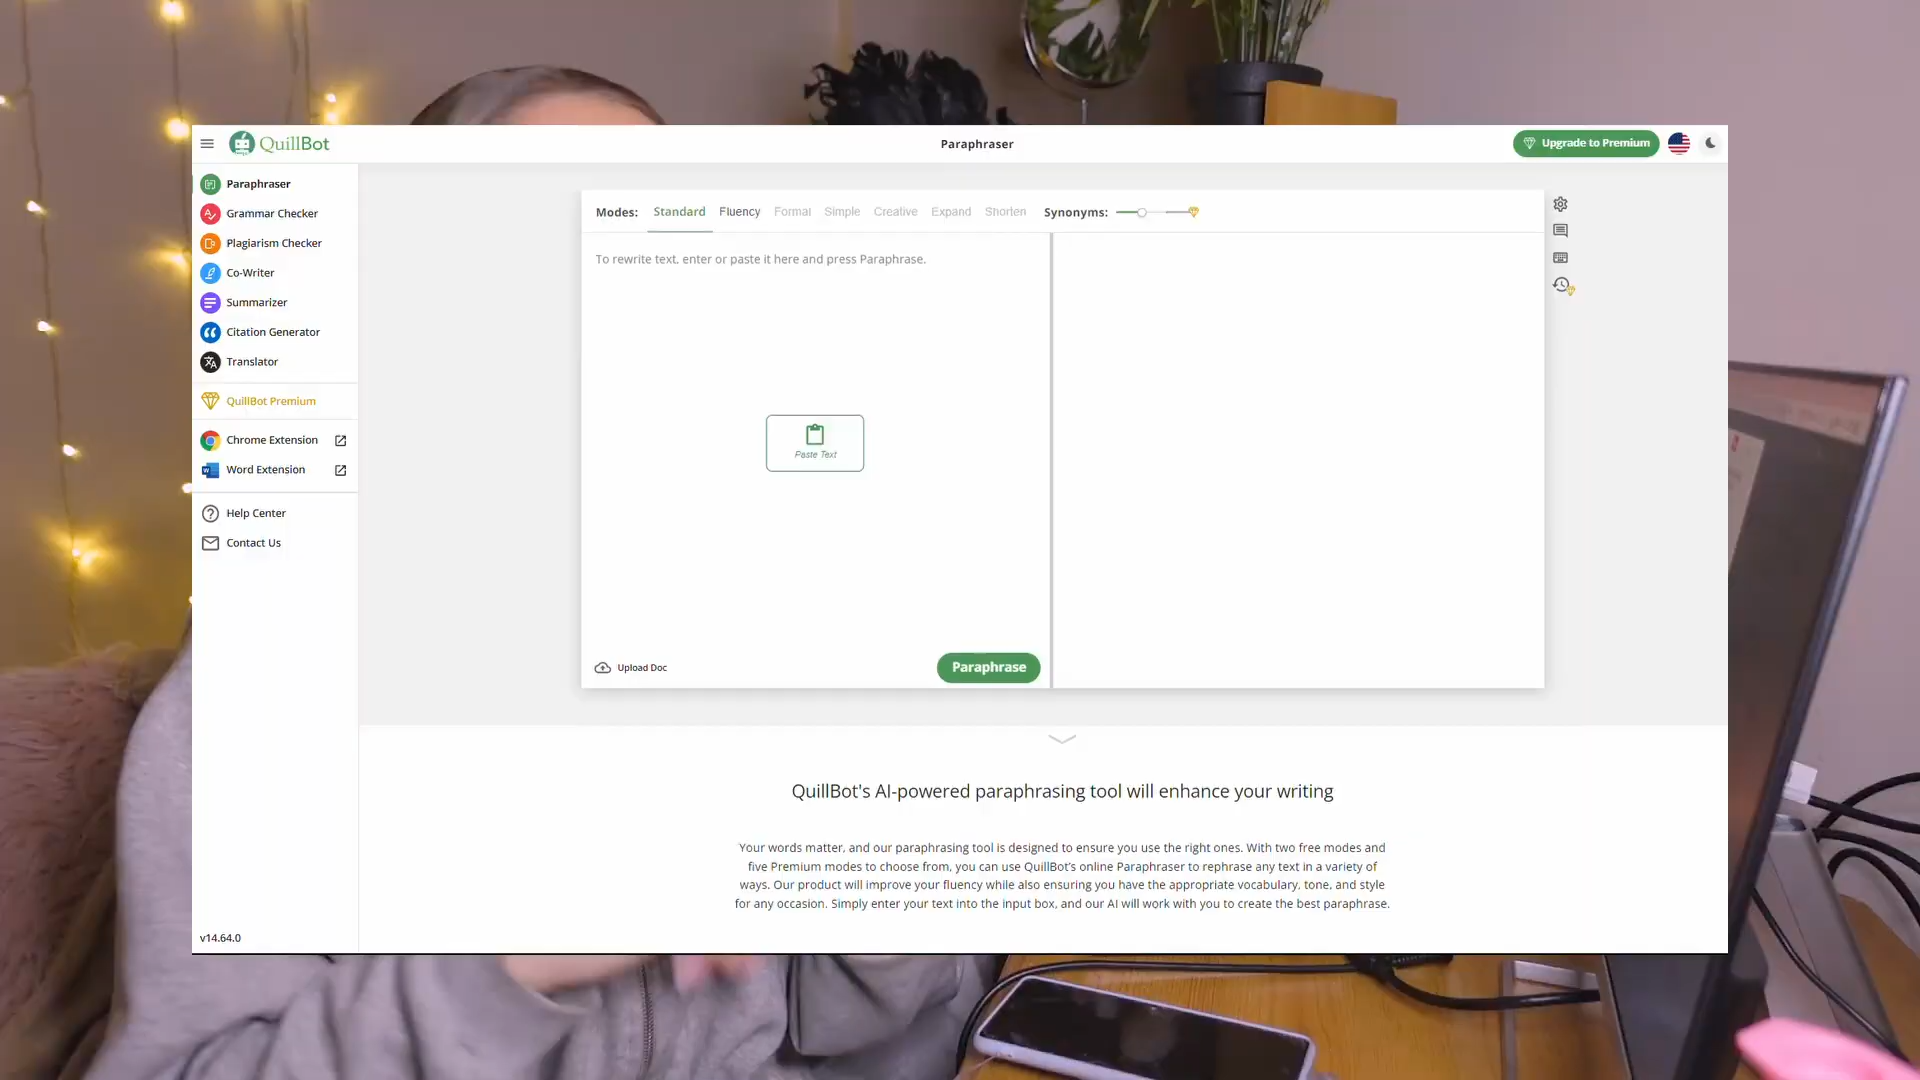 QuillBot
Paraphraser
Upgrade to Premium
Paraphraser
Grammar Checker
Plagiarism Checker
Co-Writer
Summarizer
Citation Generator
Translator
QuillBot Premium
Chrome Extension
Word Extension
Help Center
Contact Us
v14.64.0
Modes: Standard Fluency Formal Simple Creative Expand Shorten Synonyms:
To rewrite text, enter or paste it here and press Paraphrase.
Paste Text
Upload Doc
Paraphrase
QuillBot's AI-powered paraphrasing tool will enhance your writing
Your words matter, and our paraphrasing tool is designed to ensure you use the right ones. With two free modes and
five Premium modes to choose from, you can use QuillBot's online Paraphraser to rephrase any text in a variety of
ways. Our product will improve your fluency while also ensuring you have the appropriate vocabulary, tone, and style
for any occasion. Simply enter your text into the input box, and our AI will work with you to create the best paraphrase.